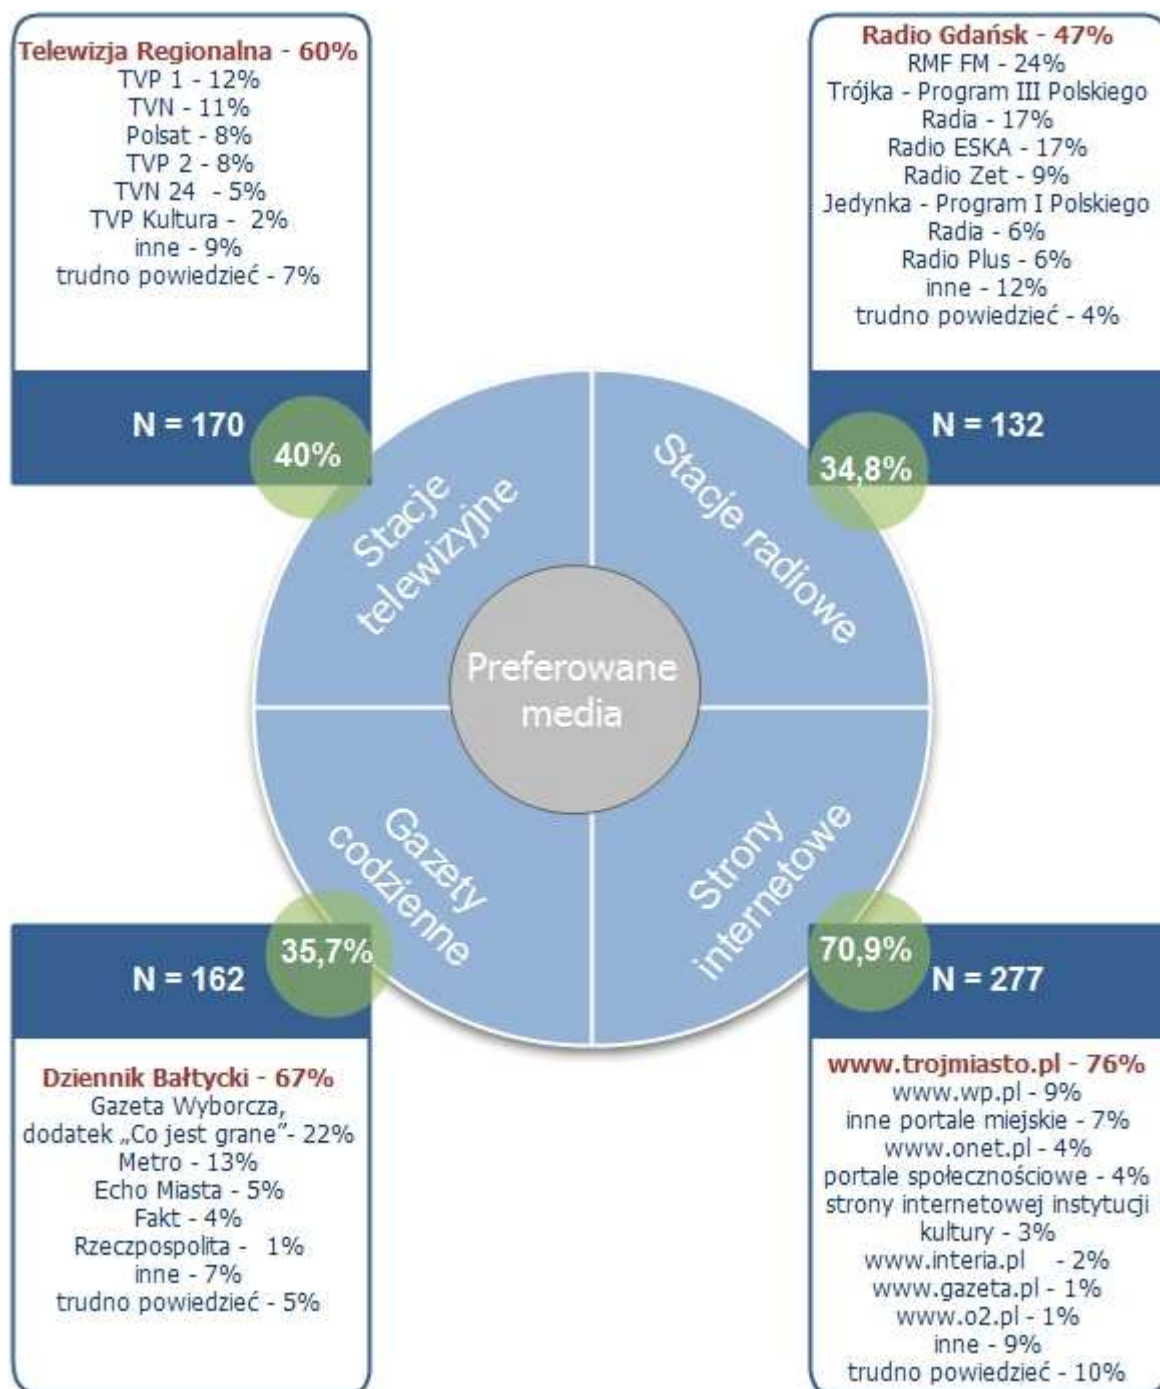 Telewizja Regionalna - 60%
TVP 1 - 12%
TVN - 11%
Polsat - 8%
TVP 2 - 8%
TVN 24 - 5%
TVP Kultura - 2%
inne - 9%
trudno powiedzieć - 7%
N = 170
40%
Radio Gdańsk - 47%
RMF FM - 24%
Trójka - Program III Polskiego
Radia - 17%
Radio ESKA - 17%
Radio Zet - 9%
Jedynka - Program I Polskiego
Radia - 6%
Radio Plus - 6%
inne - 12%
trudno powiedzieć - 4%
34,8%
N = 132
Stacje
telewizyjne
Stacje radiowe
Preferowane
media
Gazety
codzienne
Strony
internetowe
N = 162
35,7%
Dziennik Bałtycki - 67%
Gazeta Wyborcza,
dodatek „Co jest grane”- 22%
Metro - 13%
Echo Miasta - 5%
Fakt - 4%
Rzeczpospolita - 1%
inne - 7%
trudno powiedzieć - 5%
70,9%
N = 277
www.trojmiasto.pl - 76%
www.wp.pl - 9%
inne portale miejskie - 7%
www.onet.pl - 4%
portale społecznościowe - 4%
strony internetowej instytucji
kultury - 3%
www.interia.pl - 2%
www.gazeta.pl - 1%
www.o2.pl - 1%
inne - 9%
trudno powiedzieć - 10%